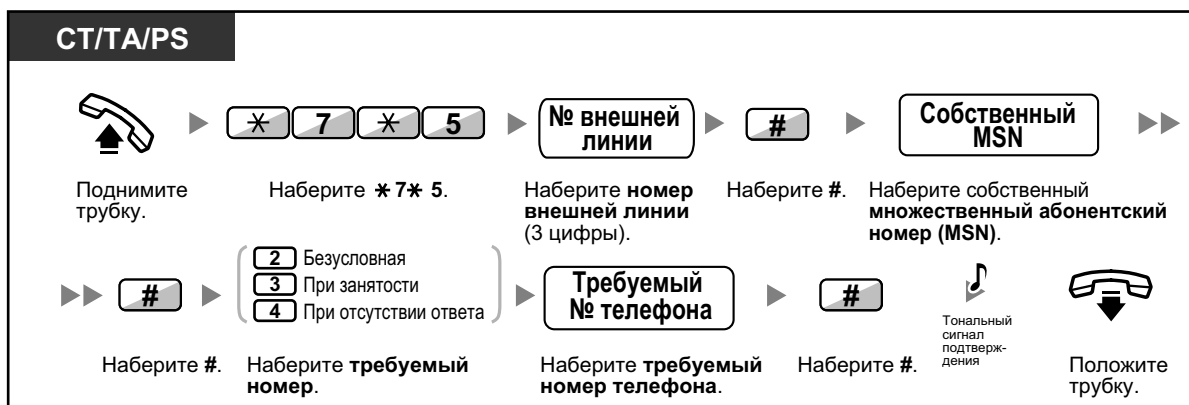 CT/TA/PS
✳ 7 ✳ 5
№ внешней
линии
#
Собственный
MSN
Поднимите
трубку.
Наберите ✳7✳ 5.
Наберите номер
внешней линии
(3 цифры).
Наберите #.
Наберите собственный
множественный абонентский
номер (MSN).
#
2 Безусловная
3 При занятости
4 При отсутствии ответа
Требуемый
№ телефона
#
Тональный
сигнал
подтверж-
дения
Наберите #.
Наберите требуемый
номер.
Наберите требуемый
номер телефона.
Наберите #.
Положите
трубку.